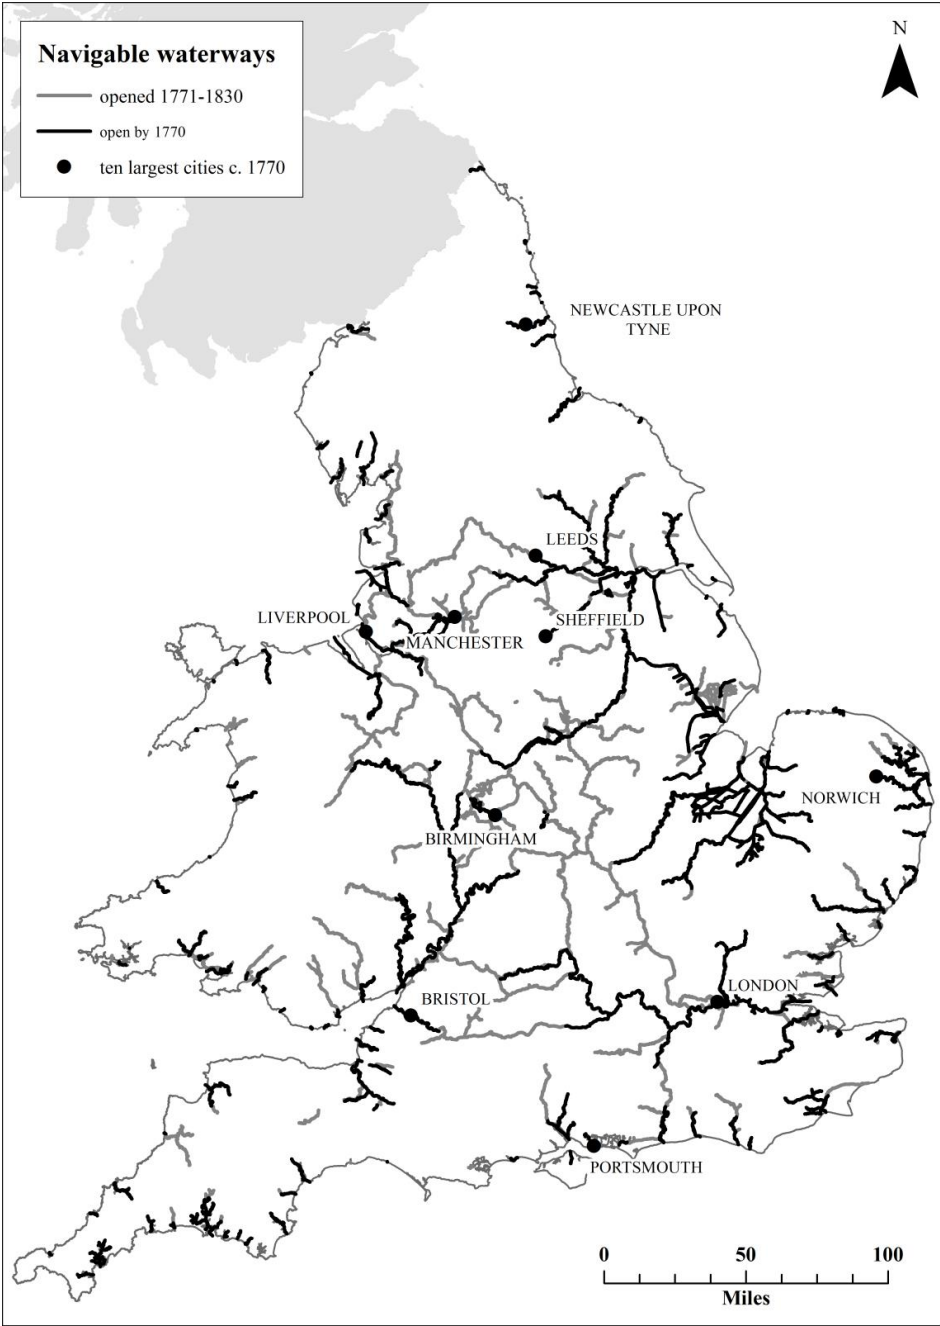 Navigable waterways
opened 1771-1830
open by 1770
ten largest cities c. 1770
N
NEWCASTLE UPON
TYNE
LEEDS
LIVERPOOL
MANCHESTER
SHEFFIELD
NORWICH
BIRMINGHAM
LONDON
BRISTOL
PORTSMOUTH
0 50 100
Miles